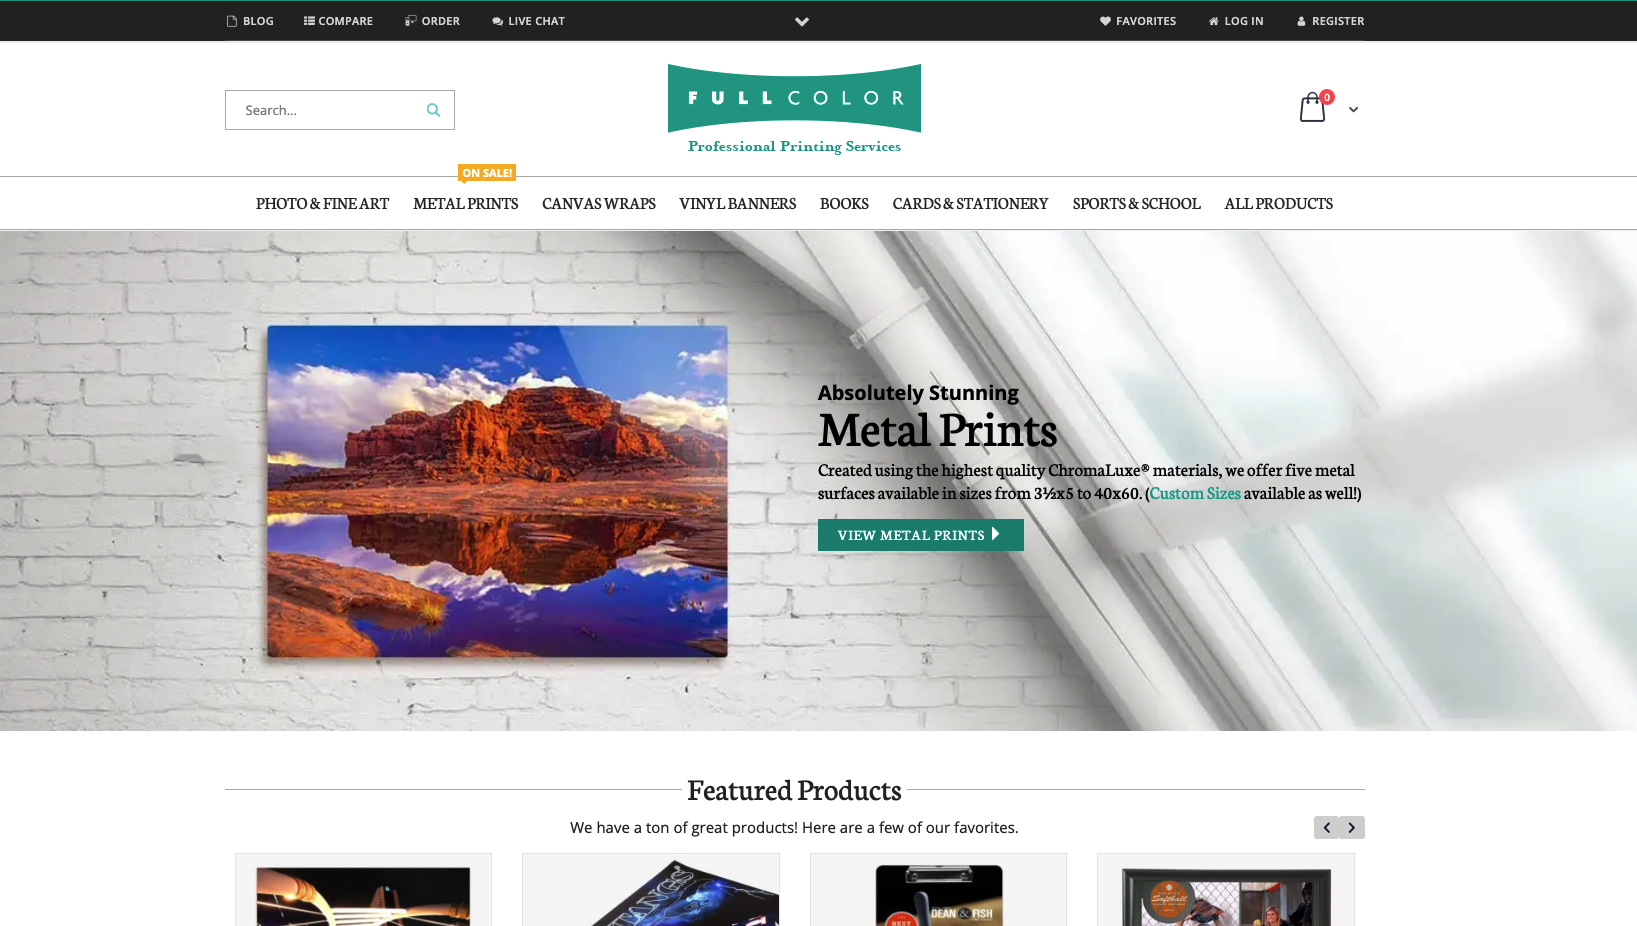 BLOG
COMPARE
ORDER
LIVE CHAT
FAVORITES
LOG IN
REGISTER
Search...
FULLCOLOR
Professional Printing Services
0
ON SALE!
PHOTO & FINE ART
METAL PRINTS
CANVAS WRAPS
VINYL BANNERS
BOOKS
CARDS & STATIONERY
SPORTS & SCHOOL
ALL PRODUCTS
Absolutely Stunning
Metal Prints
Created using the highest quality ChromaLuxe® materials, we offer five metal
surfaces available in sizes from 3½x5 to 40x60. (Custom Sizes available as well!)
VIEW METAL PRINTS
Featured Products
We have a ton of great products! Here are a few of our favorites.
DEAN & FISH
BEST
Softball